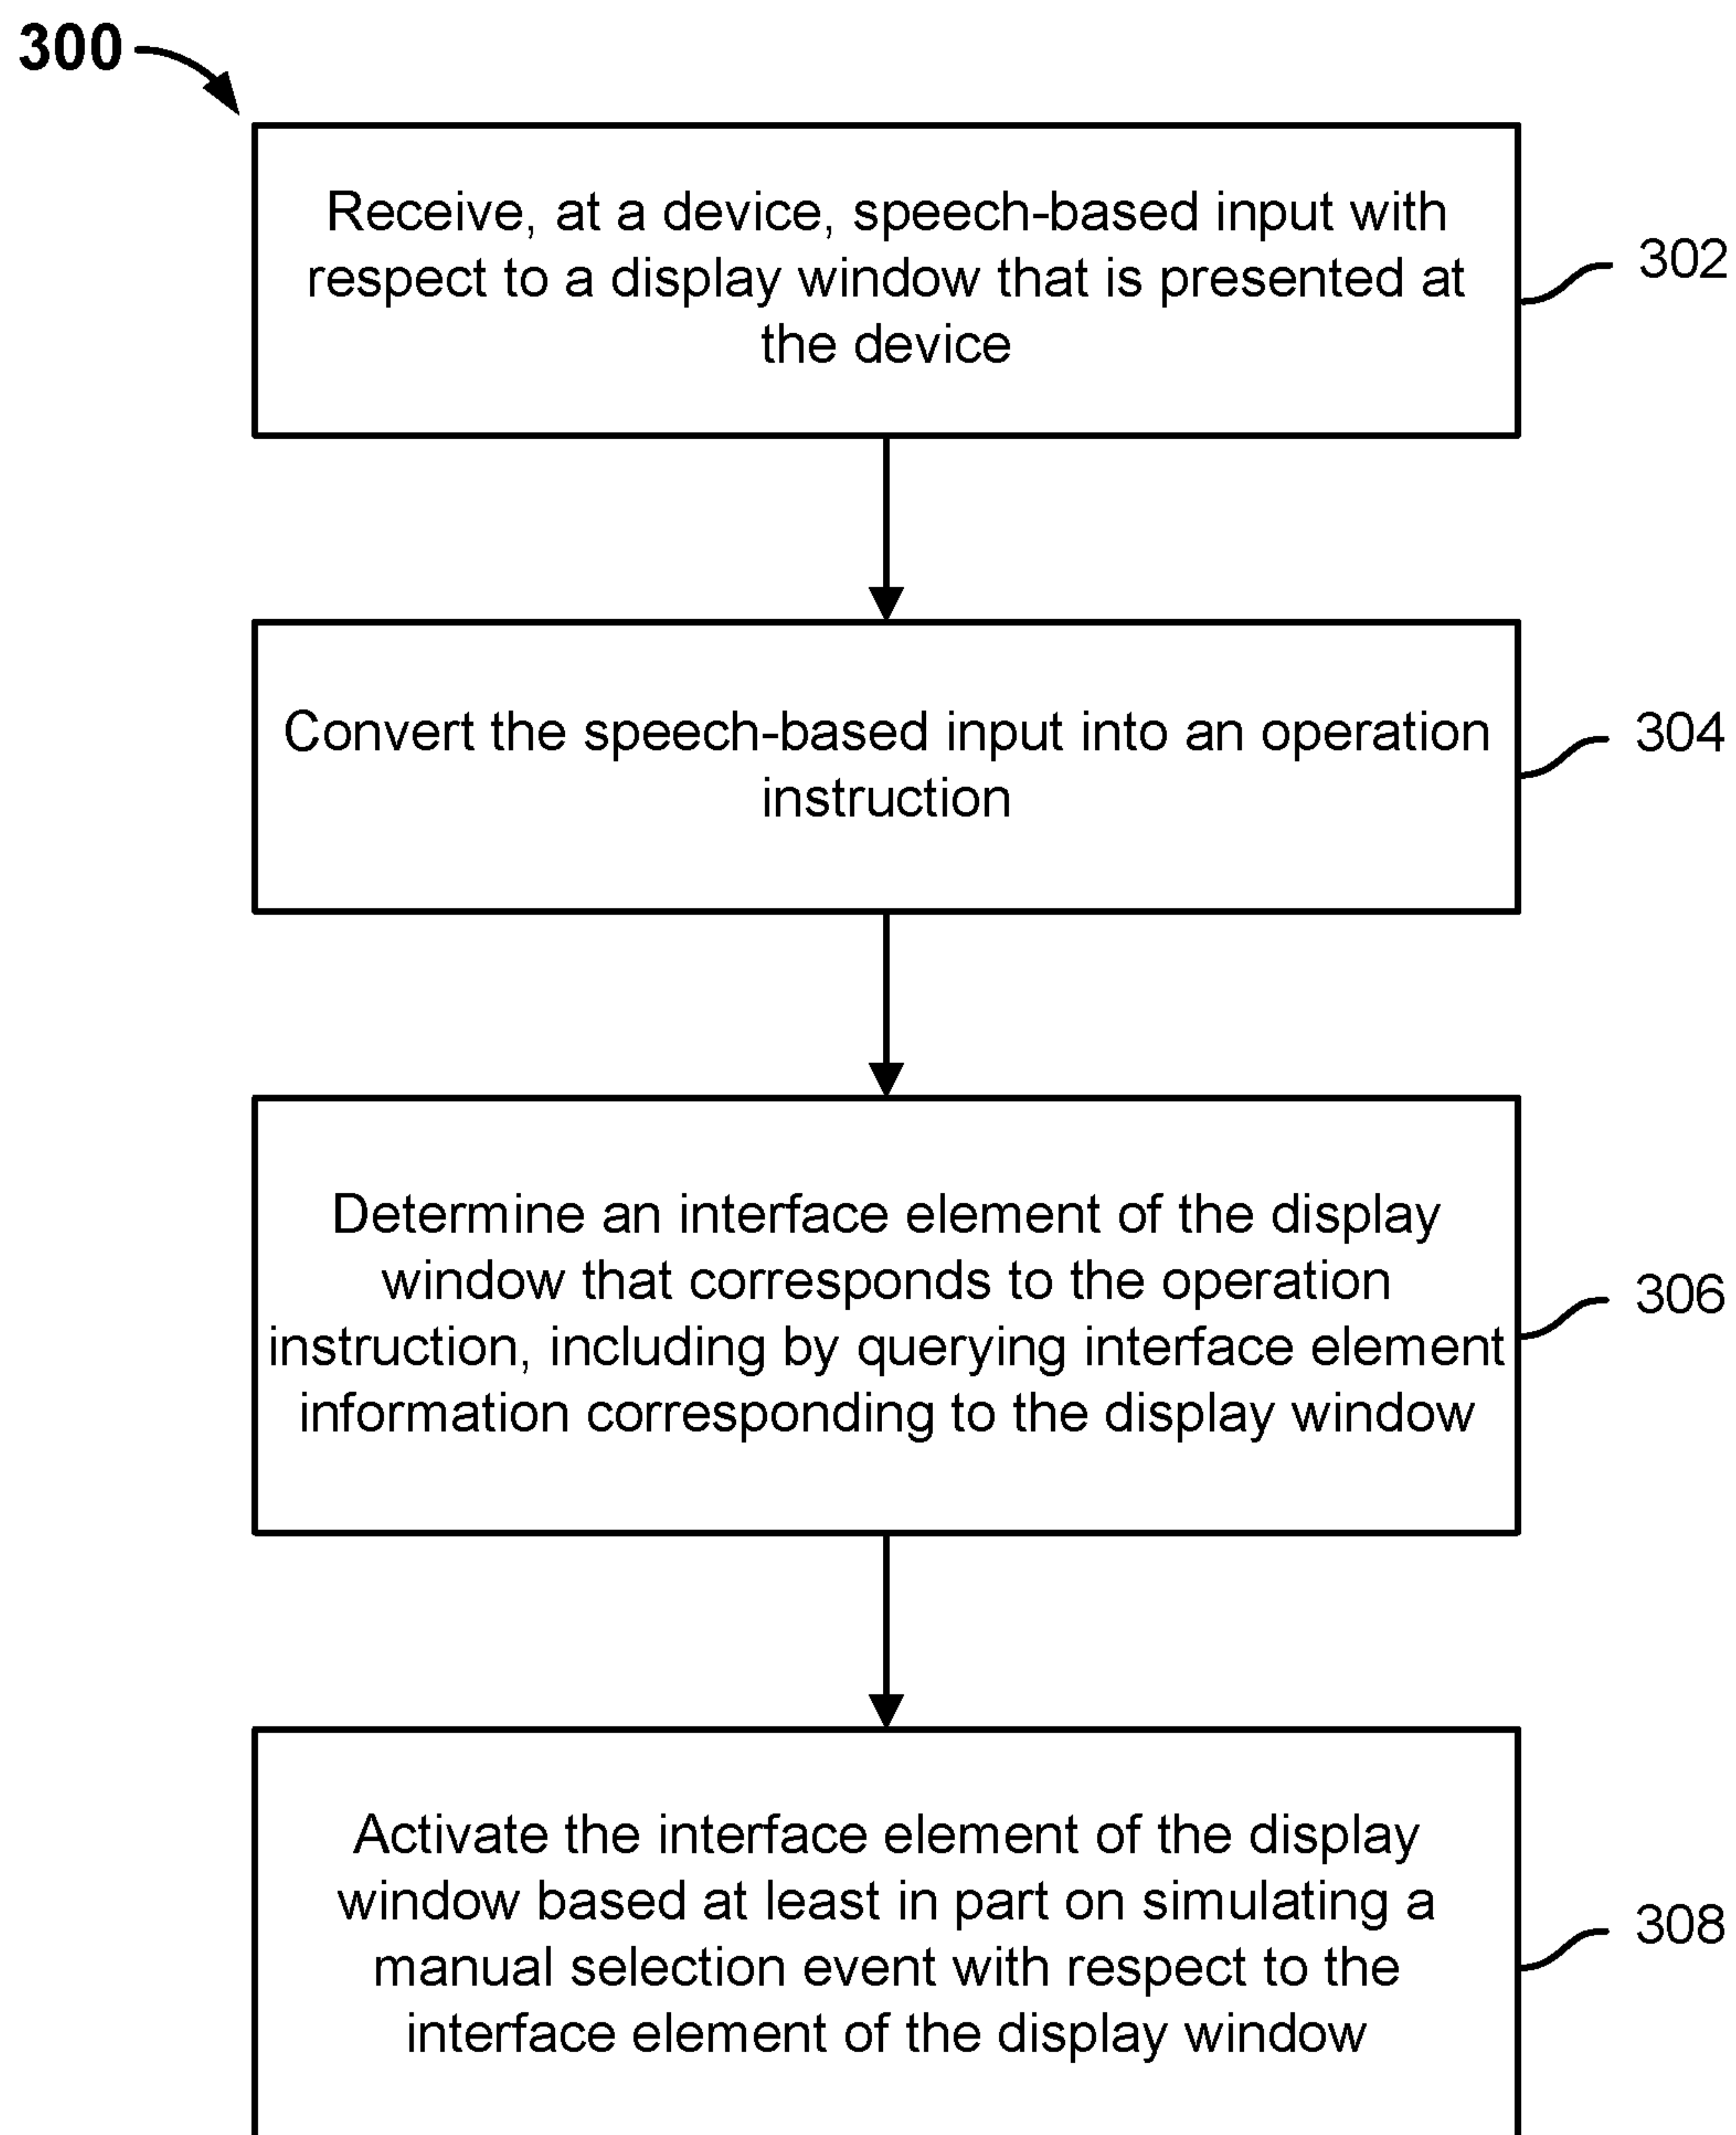 300
Receive, at a device, speech-based input with
respect to a display window that is presented at
the device
302
Convert the speech-based input into an operation
instruction
304
Determine an interface element of the display
window that corresponds to the operation
instruction, including by querying interface element
information corresponding to the display window
306
Activate the interface element of the display
window based at least in part on simulating a
manual selection event with respect to the
interface element of the display window
308